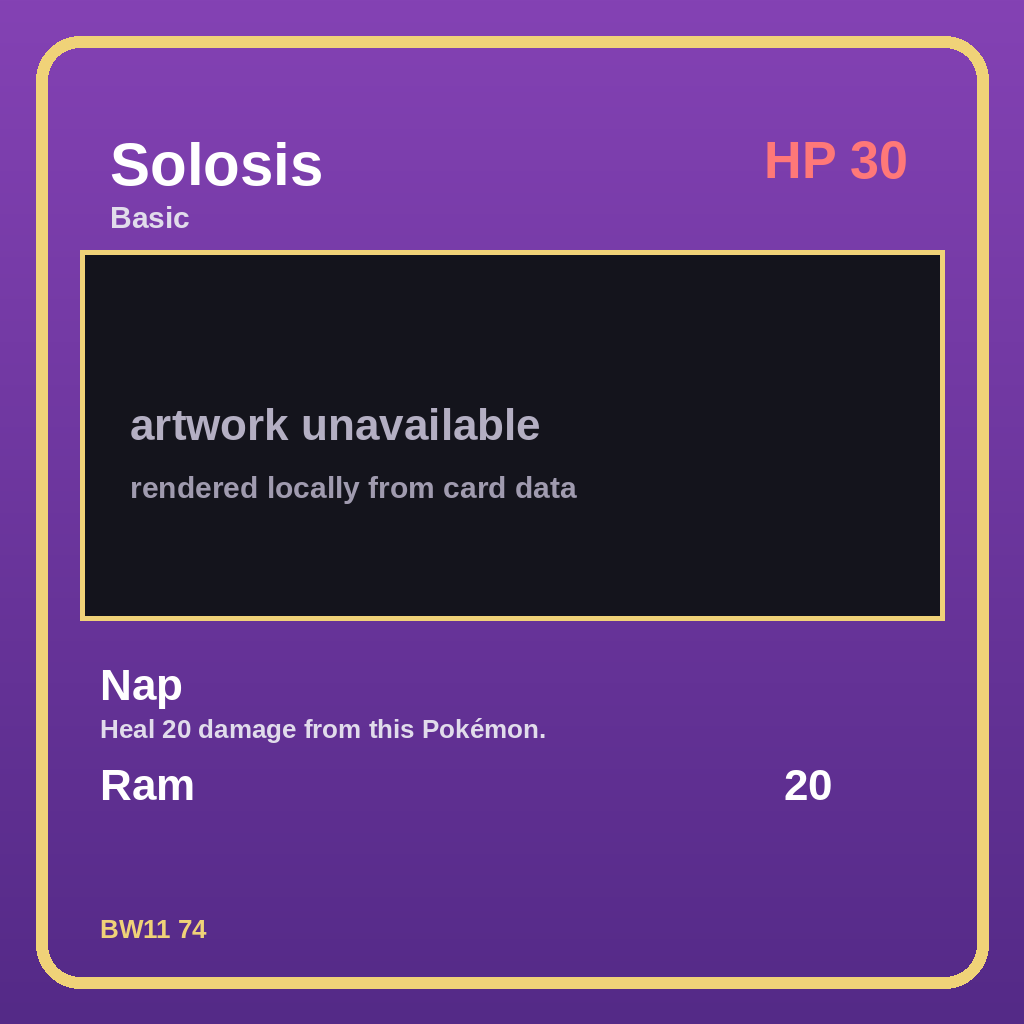 Solosis
HP 30
Basic
artwork unavailable
rendered locally from card data
Nap
Heal 20 damage from this Pokémon.
Ram 20
BW11 74